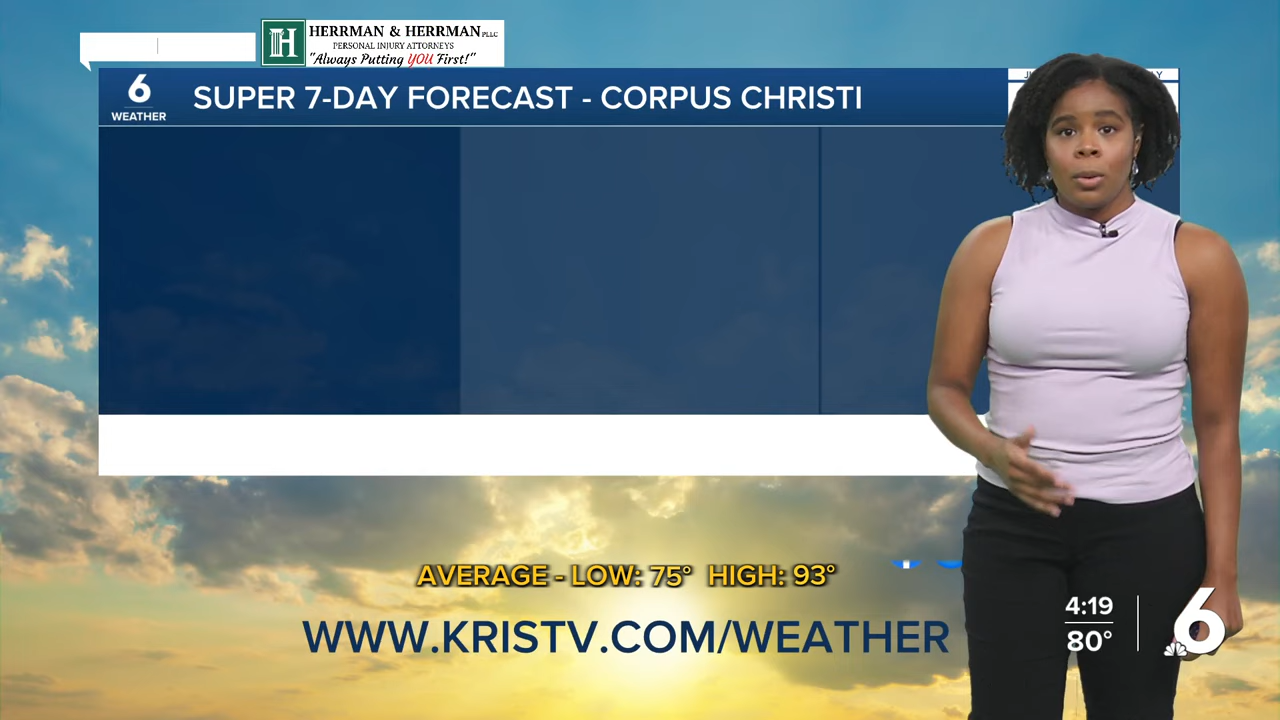 HERRMAN & HERRMAN PLLC
PERSONAL INJURY ATTORNEYS
"Always Putting YOU First!"
6
WEATHER
SUPER 7-DAY FORECAST - CORPUS CHRISTI
AVERAGE - LOW: 75° HIGH: 93°
WWW.KRISTV.COM/WEATHER
4:19
80°
6